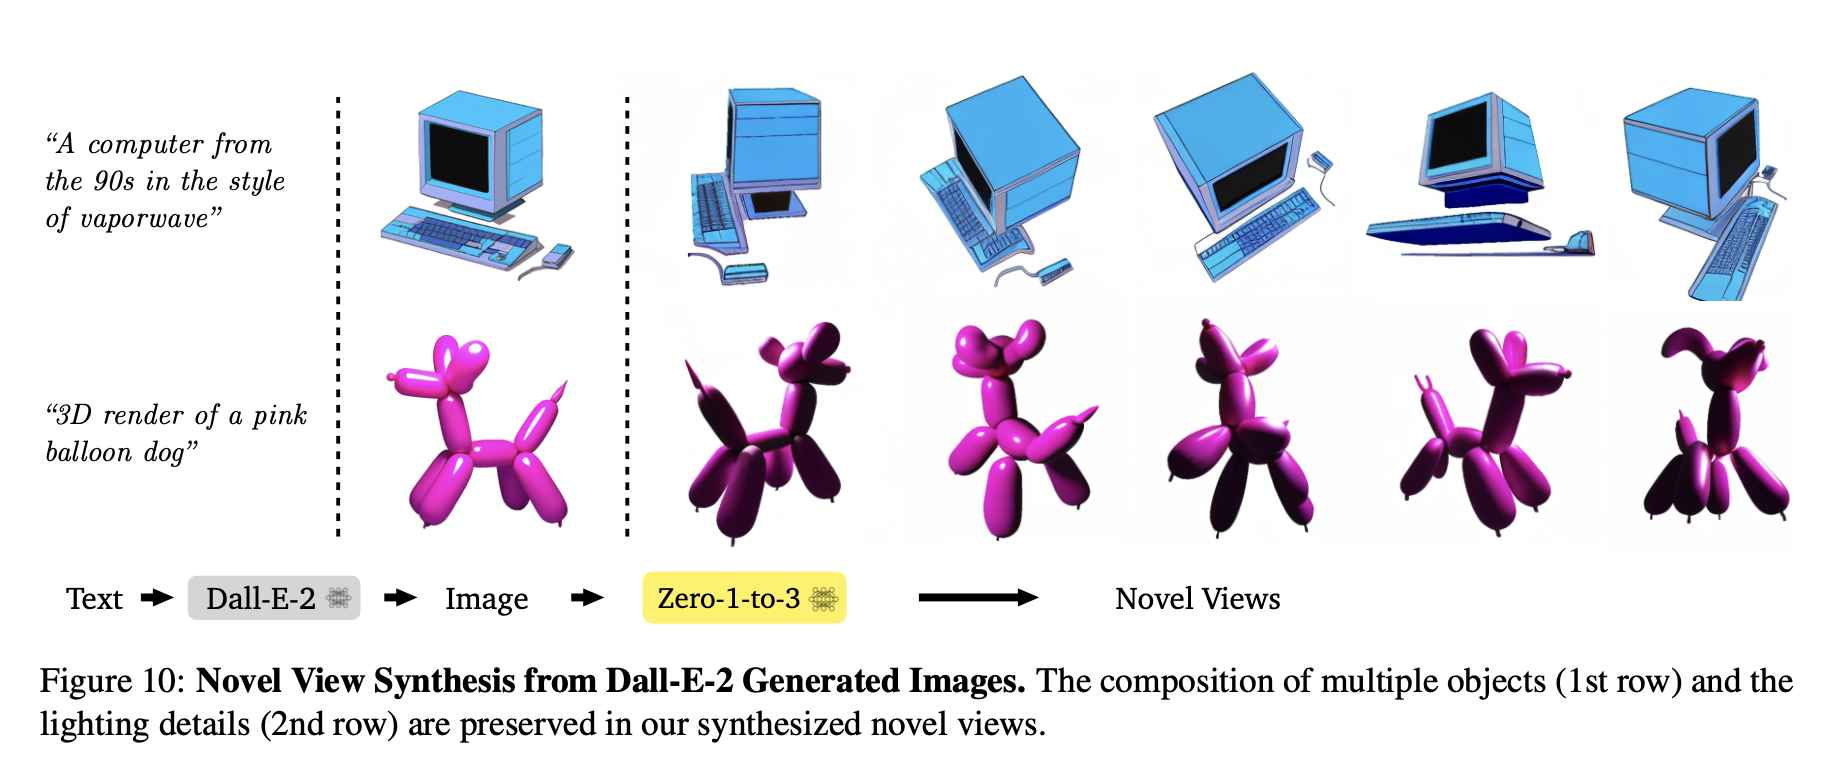 “A computer from
the 90s in the style
of vaporwave”
“3D render of a pink
balloon dog”
Text Dall-E-2 Image Zero-1-to-3 Novel Views
Figure 10: Novel View Synthesis from Dall-E-2 Generated Images. The composition of multiple objects (1st row) and the
lighting details (2nd row) are preserved in our synthesized novel views.